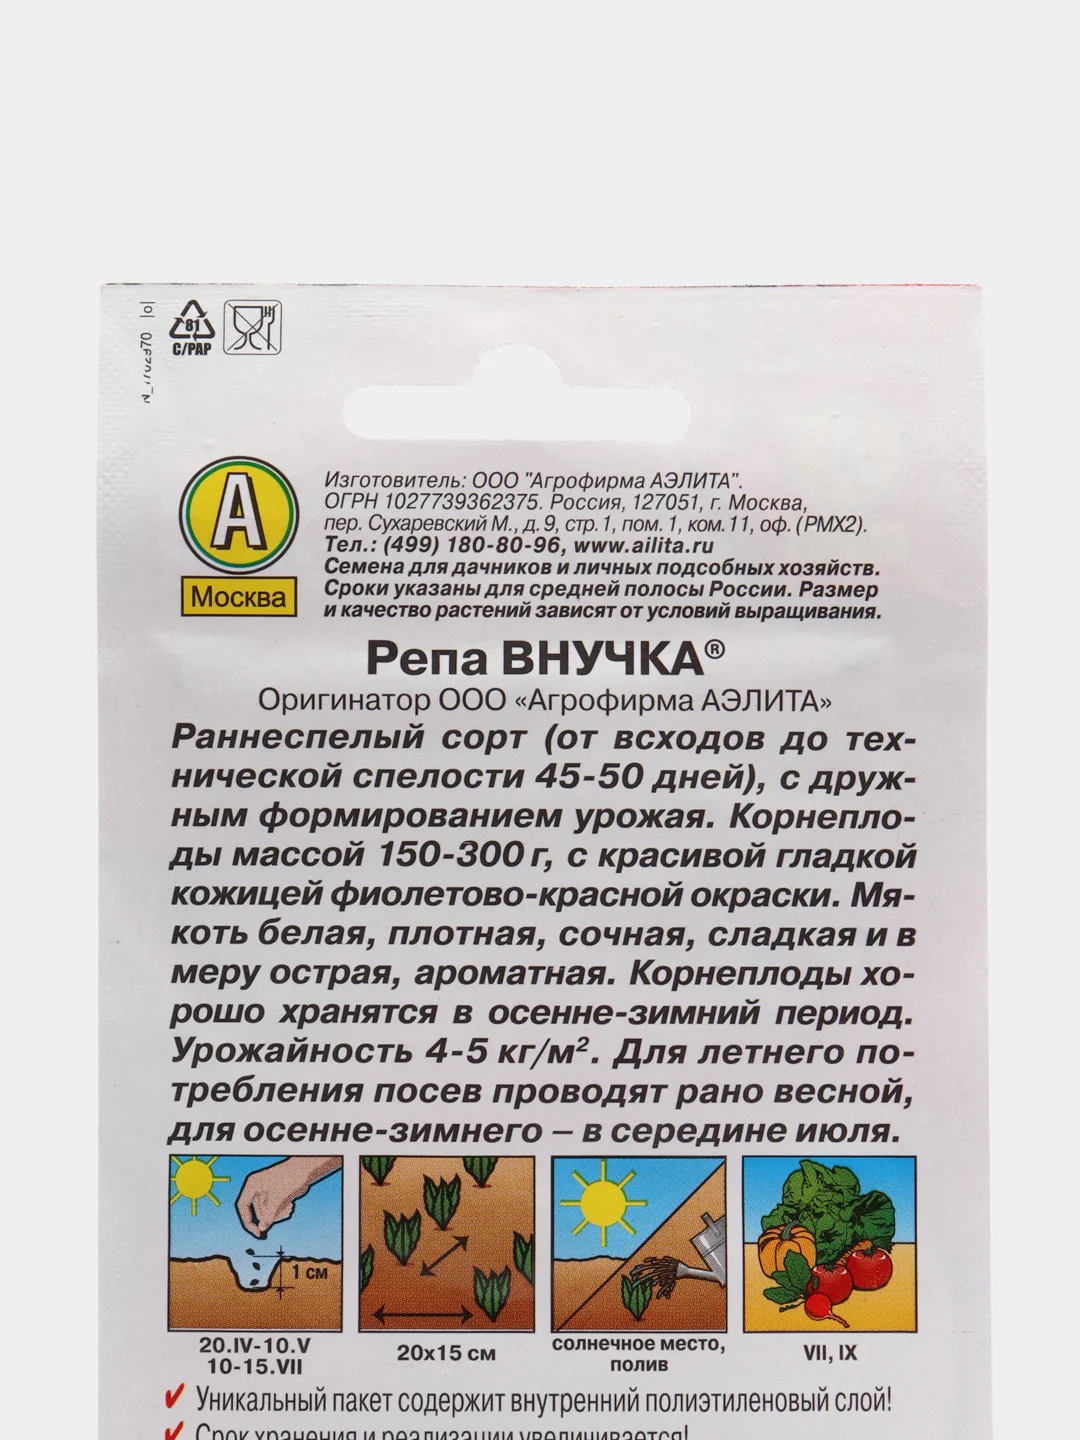 81
C/PAP
А
Москва
Изготовитель: ООО "Агрофирма АЭЛИТА".
ОГРН 1027739362375. Россия, 127051, г. Москва,
пер. Сухаревский М., д. 9, стр. 1, пом. 1, ком. 11, оф. (РМХ2).
Тел.: (499) 180-80-96, www.ailita.ru
Семена для дачников и личных подсобных хозяйств.
Сроки указаны для средней полосы России. Размер
и качество растений зависят от условий выращивания.
Репа ВНУЧКА®
Оригинатор ООО «Агрофирма АЭЛИТА»
Раннеспелый сорт (от всходов до тех-
нической спелости 45-50 дней), с друж-
ным формированием урожая. Корнепло-
ды массой 150-300 г, с красивой гладкой
кожицей фиолетово-красной окраски. Мя-
коть белая, плотная, сочная, сладкая и в
меру острая, ароматная. Корнеплоды хо-
рошо хранятся в осенне-зимний период.
Урожайность 4-5 кг/м². Для летнего по-
требления посев проводят рано весной,
для осенне-зимнего – в середине июля.
1 см
20.IV-10.V
10-15.VII
20х15 см
солнечное место,
полив
VII, IX
Уникальный пакет содержит внутренний полиэтиленовый слой!
Срок хранения и реализации увеличивается!